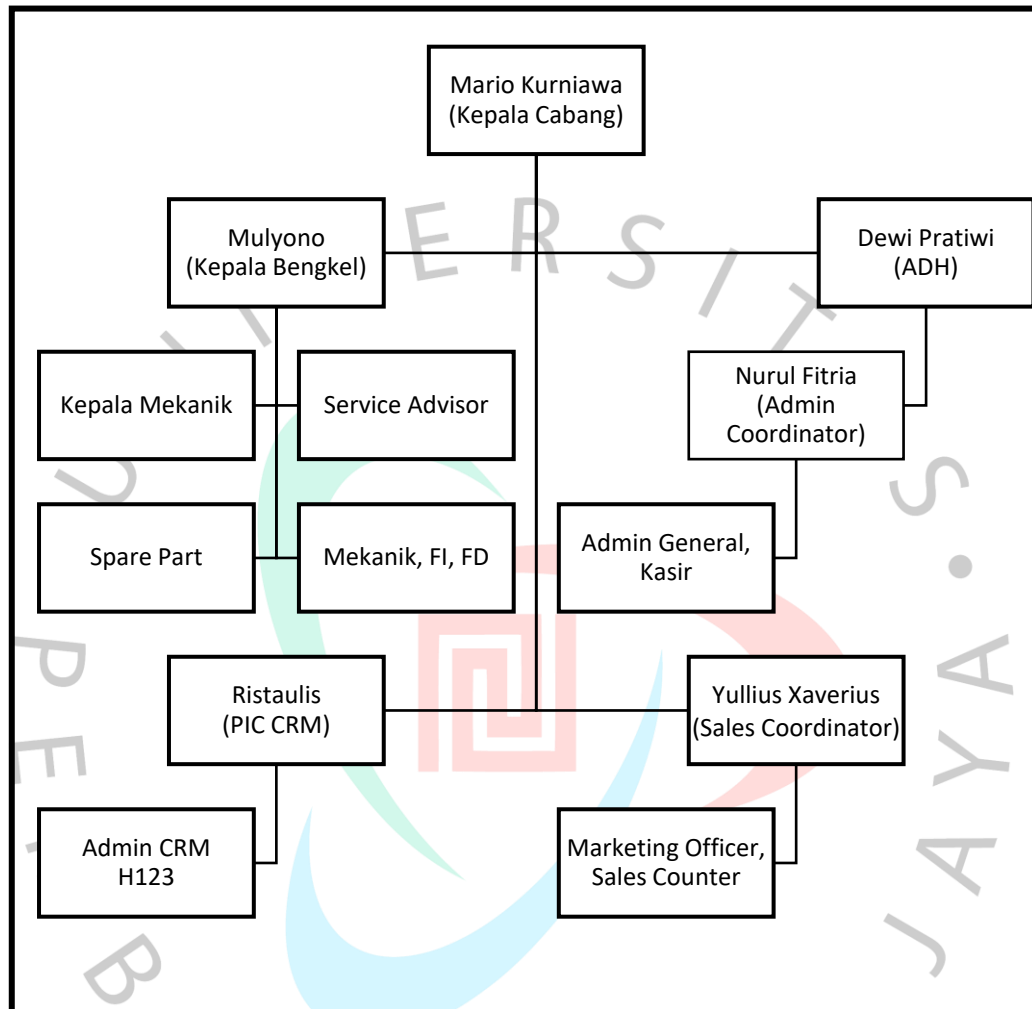 Mario Kurniawa
(Kepala Cabang)
Mulyono
(Kepala Bengkel)
Dewi Pratiwi
(ADH)
Kepala Mekanik
Service Advisor
Nurul Fitria
(Admin
Coordinator)
Spare Part
Mekanik, FI, FD
Admin General,
Kasir
Ristaulis
(PIC CRM)
Yullius Xaverius
(Sales Coordinator)
Admin CRM
H123
Marketing Officer,
Sales Counter
JAYA